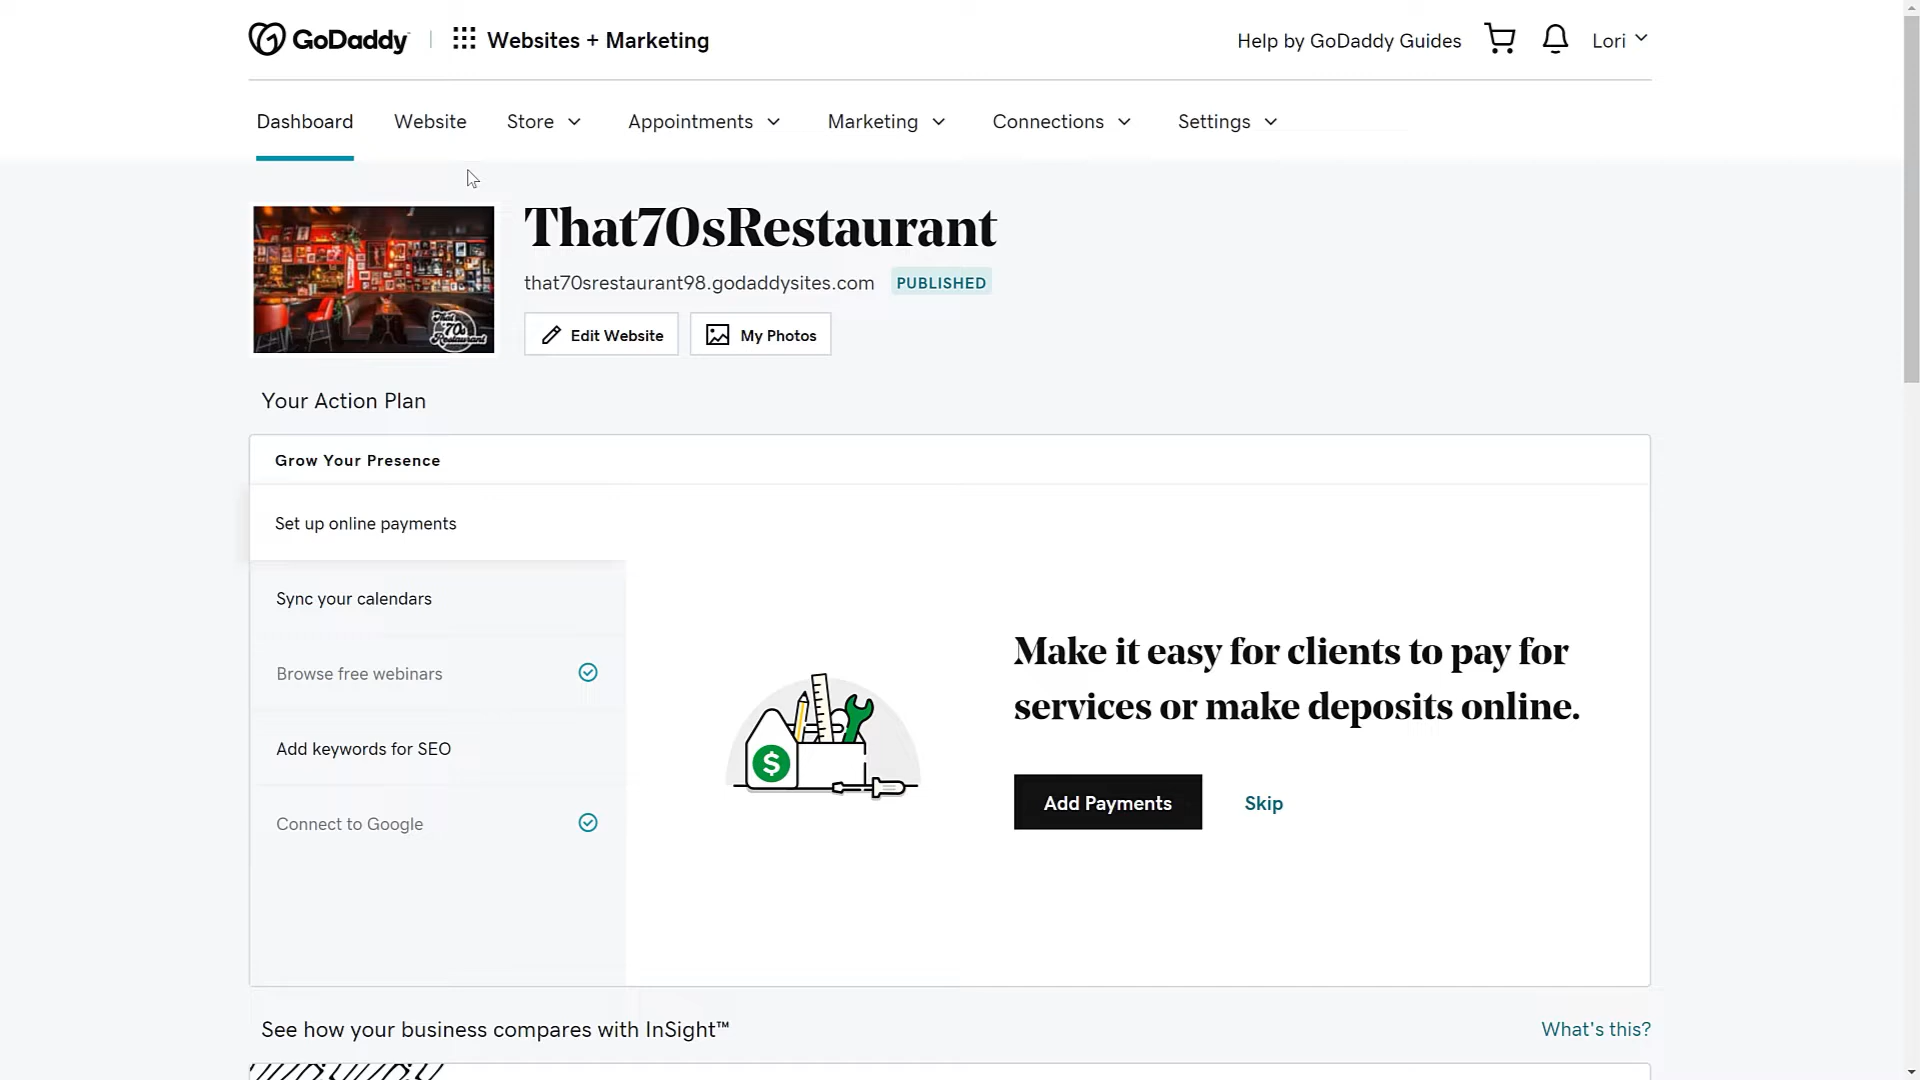 GoDaddy
Websites + Marketing
Help by GoDaddy Guides
Lori
Dashboard
Website
Store
Appointments
Marketing
Connections
Settings
That70sRestaurant
that70srestaurant98.godaddysites.com
PUBLISHED
That
'70s
Restaurant
Edit Website
My Photos
Your Action Plan
Grow Your Presence
Set up online payments
Sync your calendars
Browse free webinars
Add keywords for SEO
Connect to Google
$
Make it easy for clients to pay for
services or make deposits online.
Add Payments
Skip
See how your business compares with InSight™
What's this?